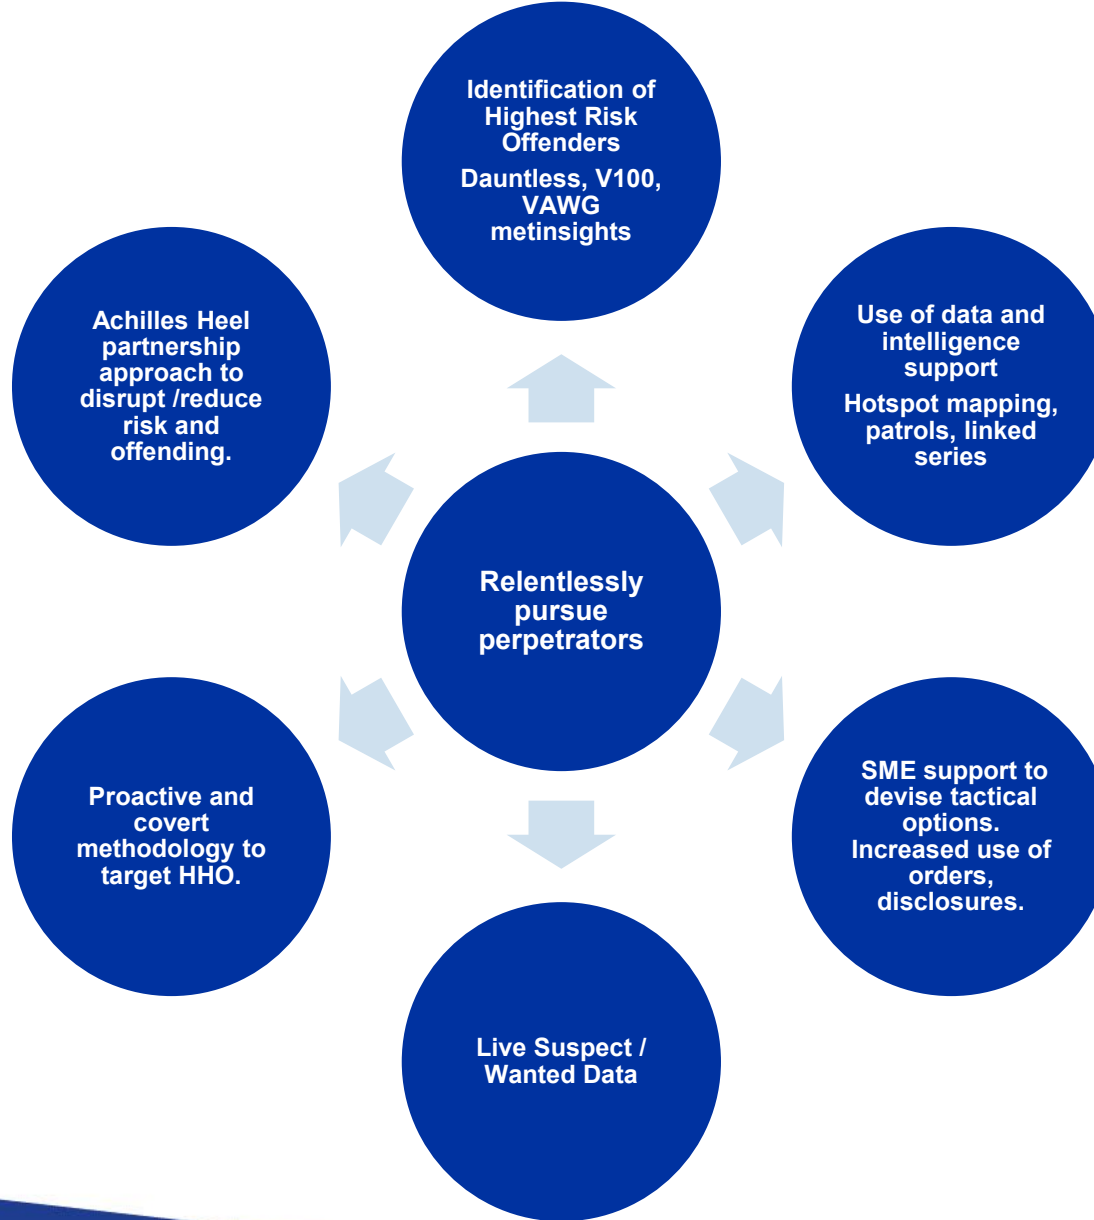 Identification of
Highest Risk
Offenders
Dauntless, V100,
VAWG
metinsights
Use of data and
intelligence
support
Hotspot mapping,
patrols, linked
series
SME support to
devise tactical
options.
Increased use of
orders,
disclosures.
Live Suspect /
Wanted Data
Proactive and
covert
methodology to
target HHO.
Achilles Heel
partnership
approach to
disrupt /reduce
risk and
offending.
Relentlessly
pursue
perpetrators